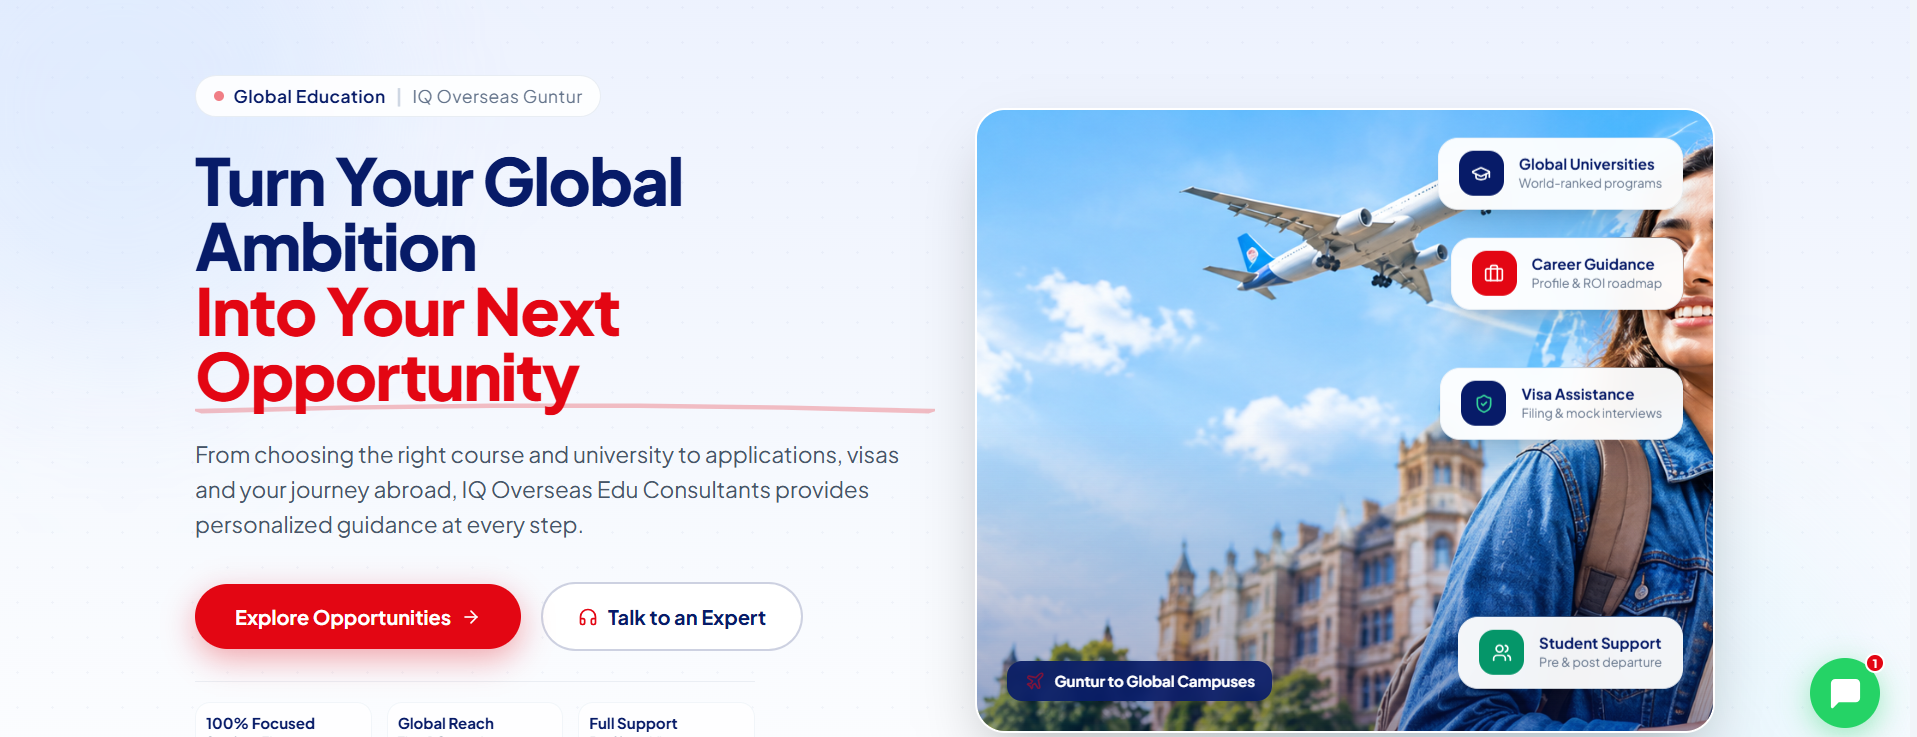 Global Education | IQ Overseas Guntur
Turn Your Global
Ambition
Into Your Next
Opportunity
From choosing the right course and university to applications, visas
and your journey abroad, IQ Overseas Edu Consultants provides
personalized guidance at every step.
Explore Opportunities →
Talk to an Expert
100% Focused
Global Reach
Full Support
Global Universities
World-ranked programs
Career Guidance
Profile & ROI roadmap
Visa Assistance
Filing & mock interviews
Student Support
Pre & post departure
Guntur to Global Campuses
1